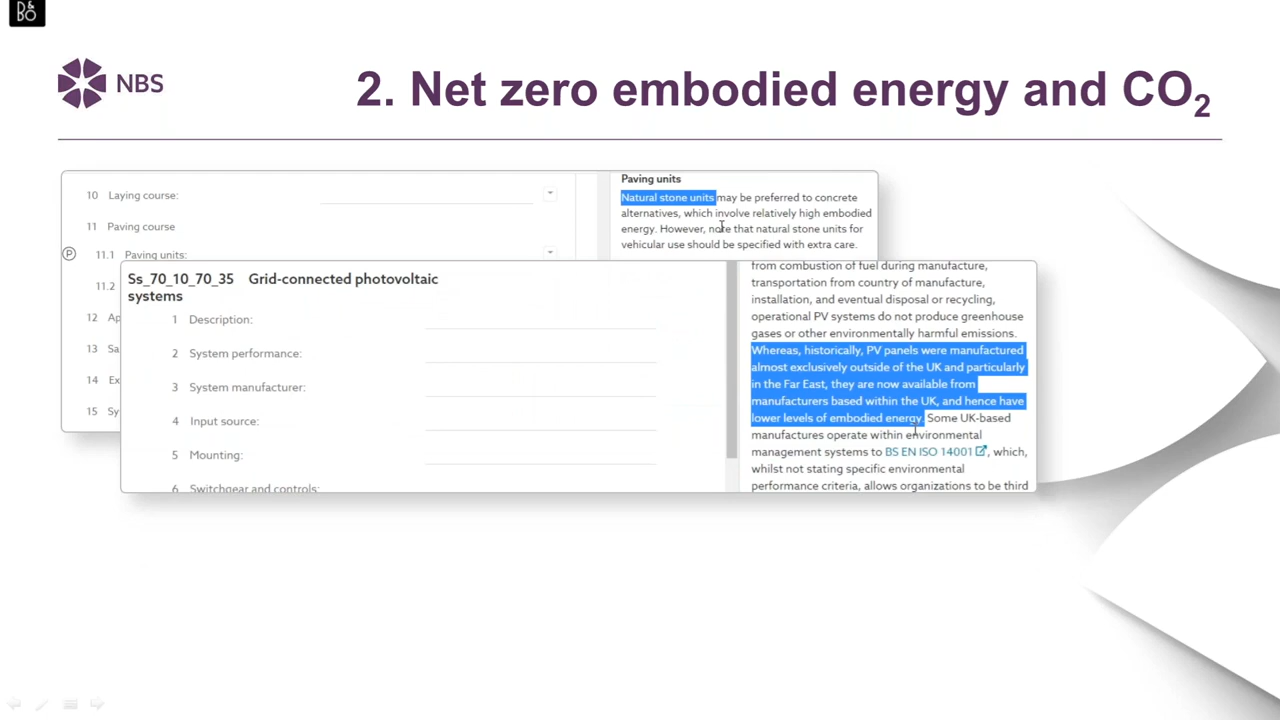 B&O
NBS
2. Net zero embodied energy and CO2
10 Laying course:
11 Paving course
P 11.1 Paving units:
11.2
12 Ap
13 Sa
14 Ex
15 Sy
Paving units
Natural stone units may be preferred to concrete
alternatives, which involve relatively high embodied
energy. However, note that natural stone units for
vehicular use should be specified with extra care.
Ss_70_10_70_35 Grid-connected photovoltaic
systems
1 Description:
2 System performance:
3 System manufacturer:
4 Input source:
5 Mounting:
6 Switchgear and controls:
from combustion of fuel during manufacture,
transportation from country of manufacture,
installation, and eventual disposal or recycling,
operational PV systems do not produce greenhouse
gases or other environmentally harmful emissions.
Whereas, historically, PV panels were manufactured
almost exclusively outside of the UK and particularly
in the Far East, they are now available from
manufacturers based within the UK, and hence have
lower levels of embodied energy. Some UK-based
manufactures operate within environmental
management systems to BS EN ISO 14001, which,
whilst not stating specific environmental
performance criteria, allows organizations to be third